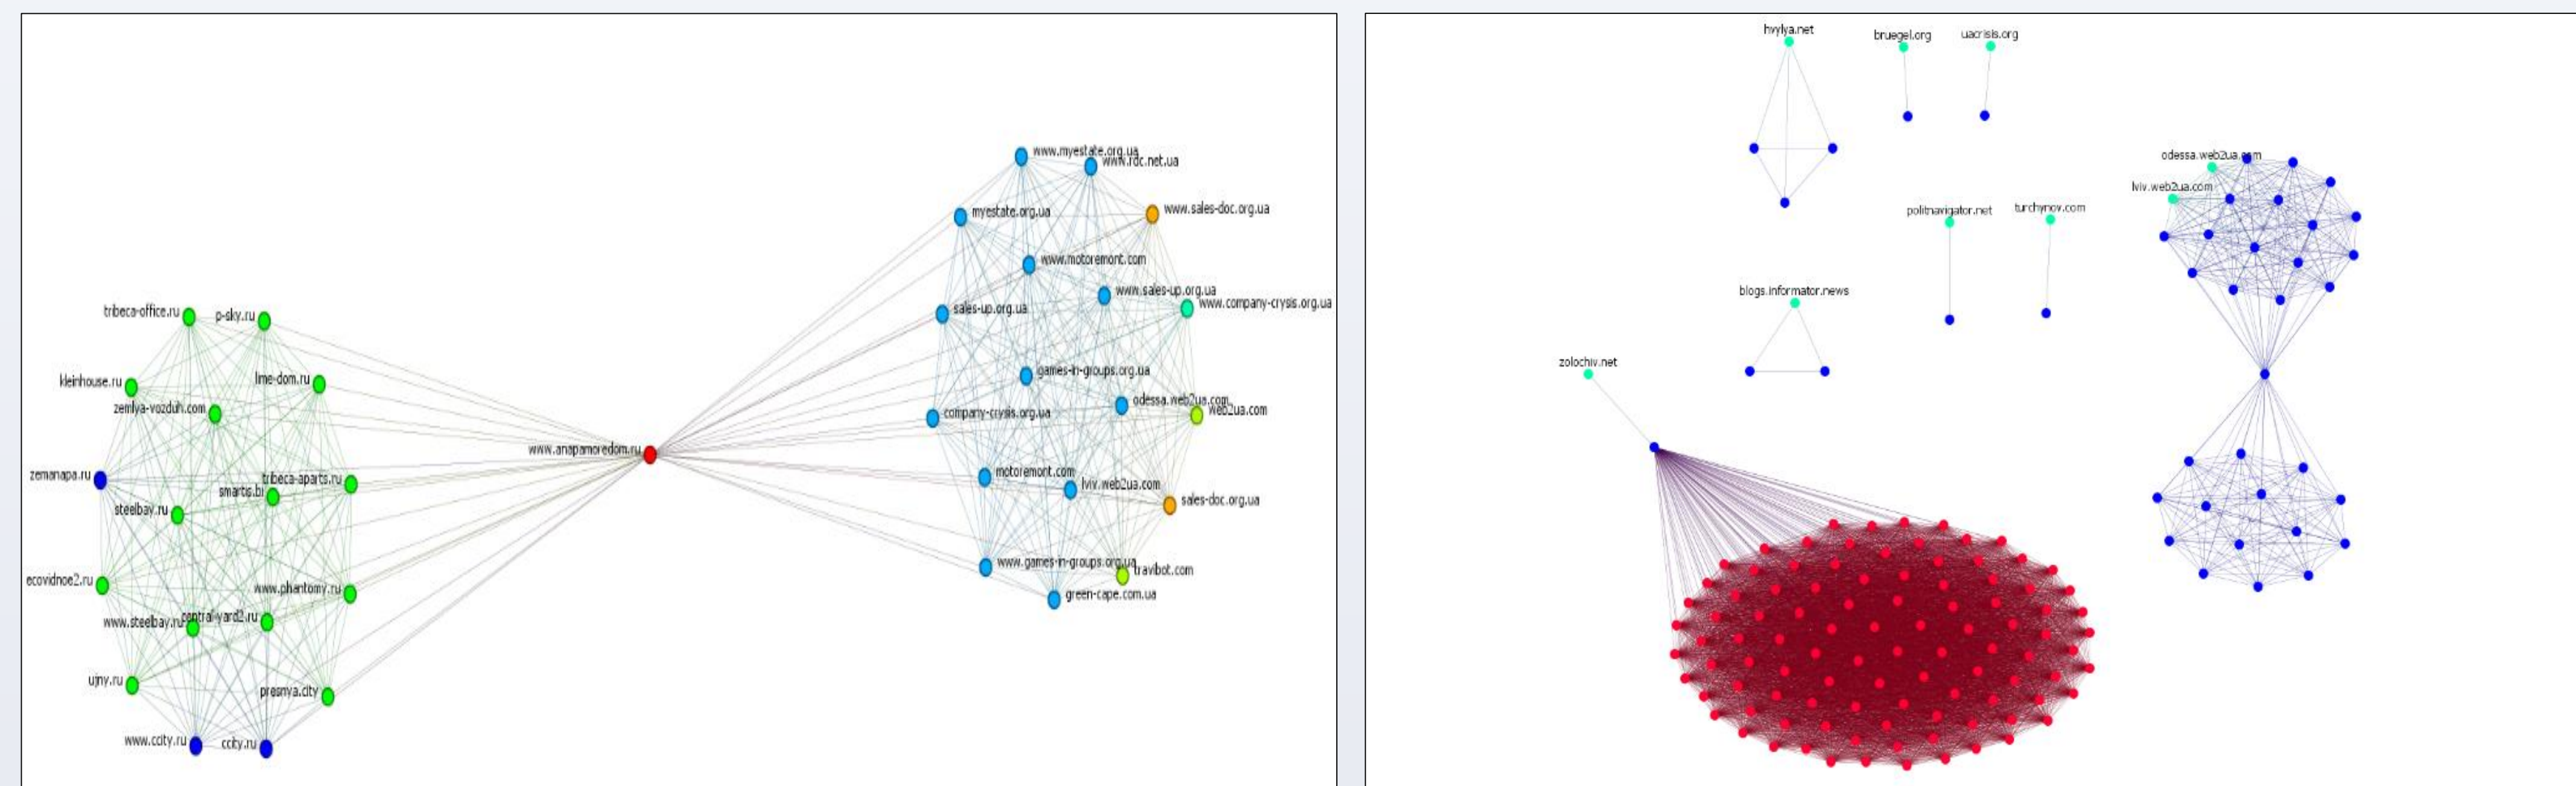 tribeca-office.ru
p-sky.ru
kleinhouse.ru
lime-dom.ru
zemlya-vozduh.com
zemanapa.ru
tribeca-aparts.ru
smartis.bi
steelbay.ru
ecovidnoe2.ru
www.phantomy.ru
www.steelbay.ru
central-yard2.ru
ujny.ru
presnya.city
www.ccity.ru
ccity.ru
www.anapamoredom.ru
www.myestate.org.ua
www.rdc.net.ua
myestate.org.ua
www.sales-doc.org.ua
www.motoremont.com
www.sales-up.org.ua
sales-up.org.ua
www.company-crysis.org.ua
games-in-groups.org.ua
odessa.web2ua.com
web2ua.com
company-crysis.org.ua
motoremont.com
lviv.web2ua.com
sales-doc.org.ua
www.games-in-groups.org.ua
travibot.com
green-cape.com.ua
hvylya.net
bruegel.org
uacrisis.org
odessa.web2ua.com
lviv.web2ua.com
politnavigator.net
turchynov.com
blogs.informator.news
zolochiv.net